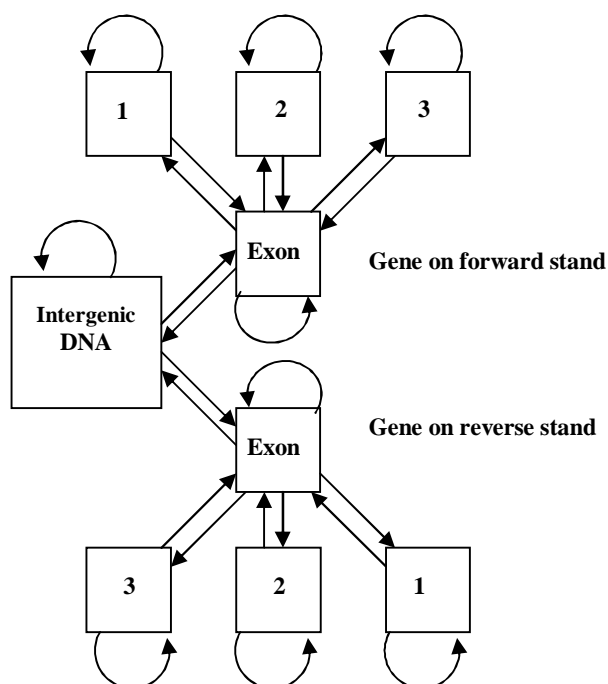 1
2
3
Exon
Gene on forward stand
Intergenic
DNA
Exon
Gene on reverse stand
3
2
1